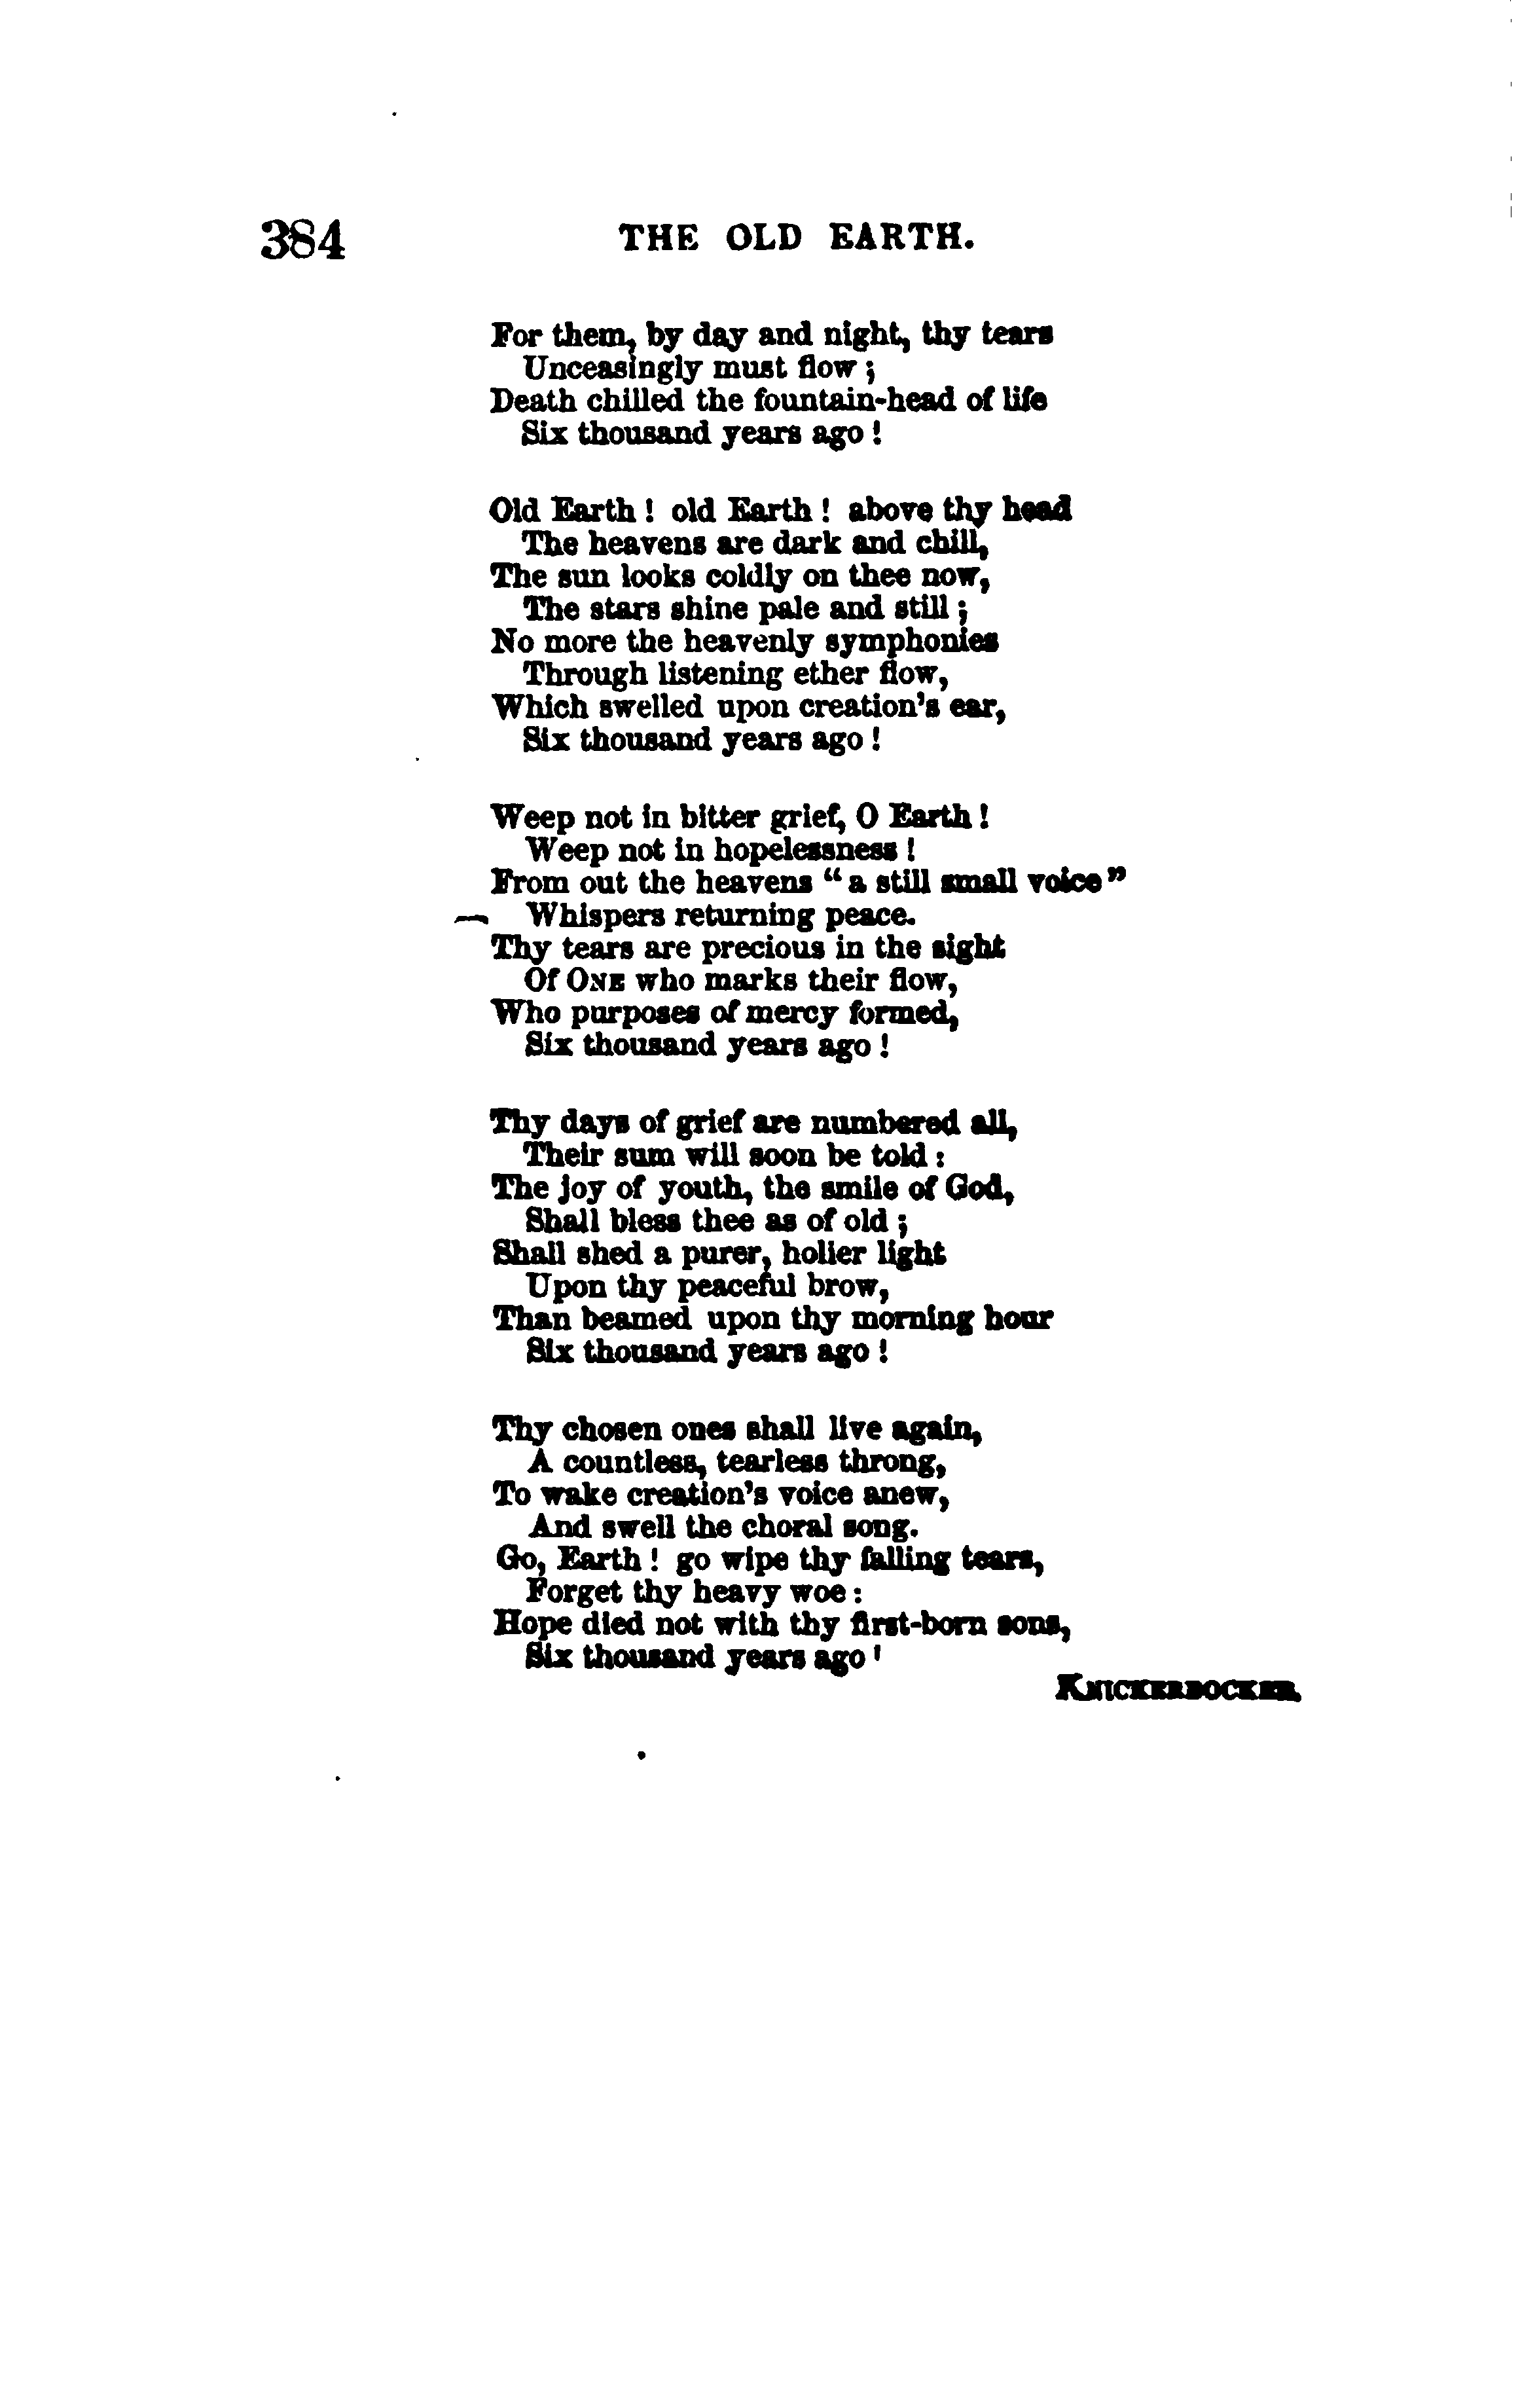 384 THE OLD EARTH.
For them, by day and night, thy tears
Unceasingly must flow ;
Death chilled the fountain-head of life
Six thousand years ago !
Old Earth ! old Earth ! above thy head
The heavens are dark and chill,
The sun looks coldly on thee now,
The stars shine pale and still ;
No more the heavenly symphonies
Through listening ether flow,
Which swelled upon creation's ear,
Six thousand years ago !
Weep not in bitter grief, O Earth !
Weep not in hopelessness !
From out the heavens “ a still small voice ”
Whispers returning peace.
Thy tears are precious in the sight
Of ONE who marks their flow,
Who purposes of mercy formed,
Six thousand years ago !
Thy days of grief are numbered all,
Their sum will soon be told :
The joy of youth, the smile of God,
Shall bless thee as of old ;
Shall shed a purer, holier light
Upon thy peaceful brow,
Than beamed upon thy morning hour
Six thousand years ago !
Thy chosen ones shall live again,
A countless, tearless throng,
To wake creation's voice anew,
And swell the choral song.
Go, Earth ! go wipe thy falling tears,
Forget thy heavy woe :
Hope died not with thy first-born sons,
Six thousand years ago '
KNICKERBOCKER.